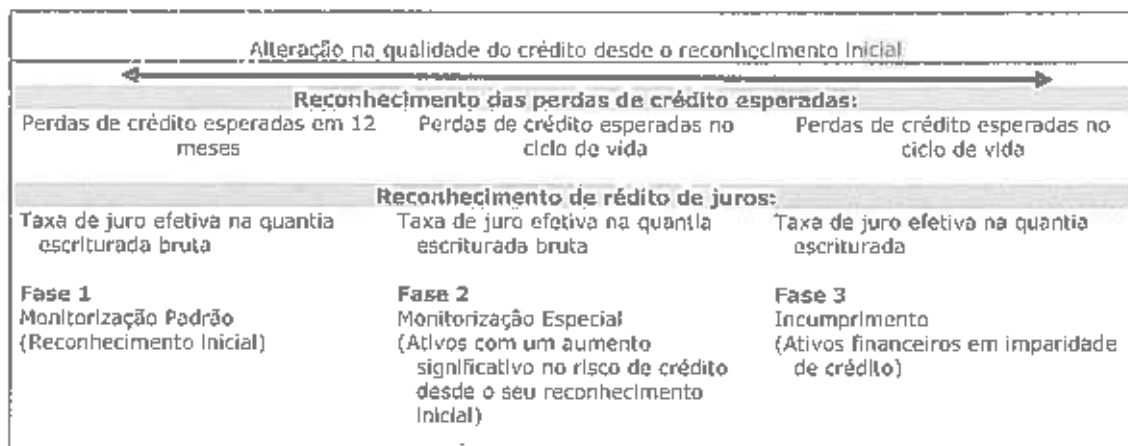 Alteração na qualidade do crédito desde o reconhecimento inicial
Reconhecimento das perdas de crédito esperadas:
Perdas de crédito esperadas em 12 meses
Perdas de crédito esperadas no ciclo de vida
Perdas de crédito esperadas no ciclo de vida
Reconhecimento de rédito de juros:
Taxa de juro efetiva na quantia escriturada bruta
Taxa de juro efetiva na quantia escriturada bruta
Taxa de juro efetiva na quantia escriturada
Fase 1
Monitorização Padrão
(Reconhecimento Inicial)
Fase 2
Monitorização Especial
(Ativos com um aumento significativo no risco de crédito desde o seu reconhecimento inicial)
Fase 3
Incumprimento
(Ativos financeiros em imparidade de crédito)